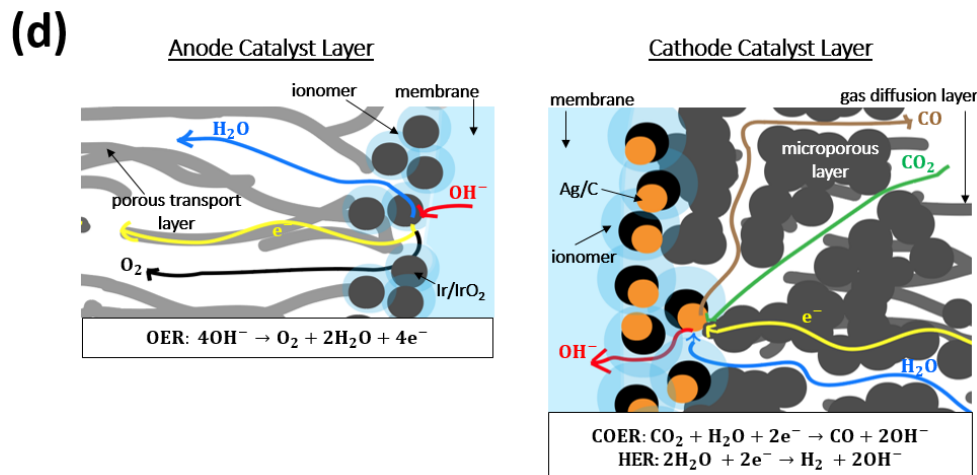 (d)
Anode Catalyst Layer
ionomer
membrane
H₂O
OH⁻
porous transport
layer
e⁻
O₂
Ir/IrO₂
OER: 4OH⁻ → O₂ + 2H₂O + 4e⁻
Cathode Catalyst Layer
membrane
gas diffusion layer
CO
microporous
layer
CO₂
Ag/C
ionomer
e⁻
OH⁻
H₂O
COER: CO₂ + H₂O + 2e⁻ → CO + 2OH⁻
HER: 2H₂O + 2e⁻ → H₂ + 2OH⁻